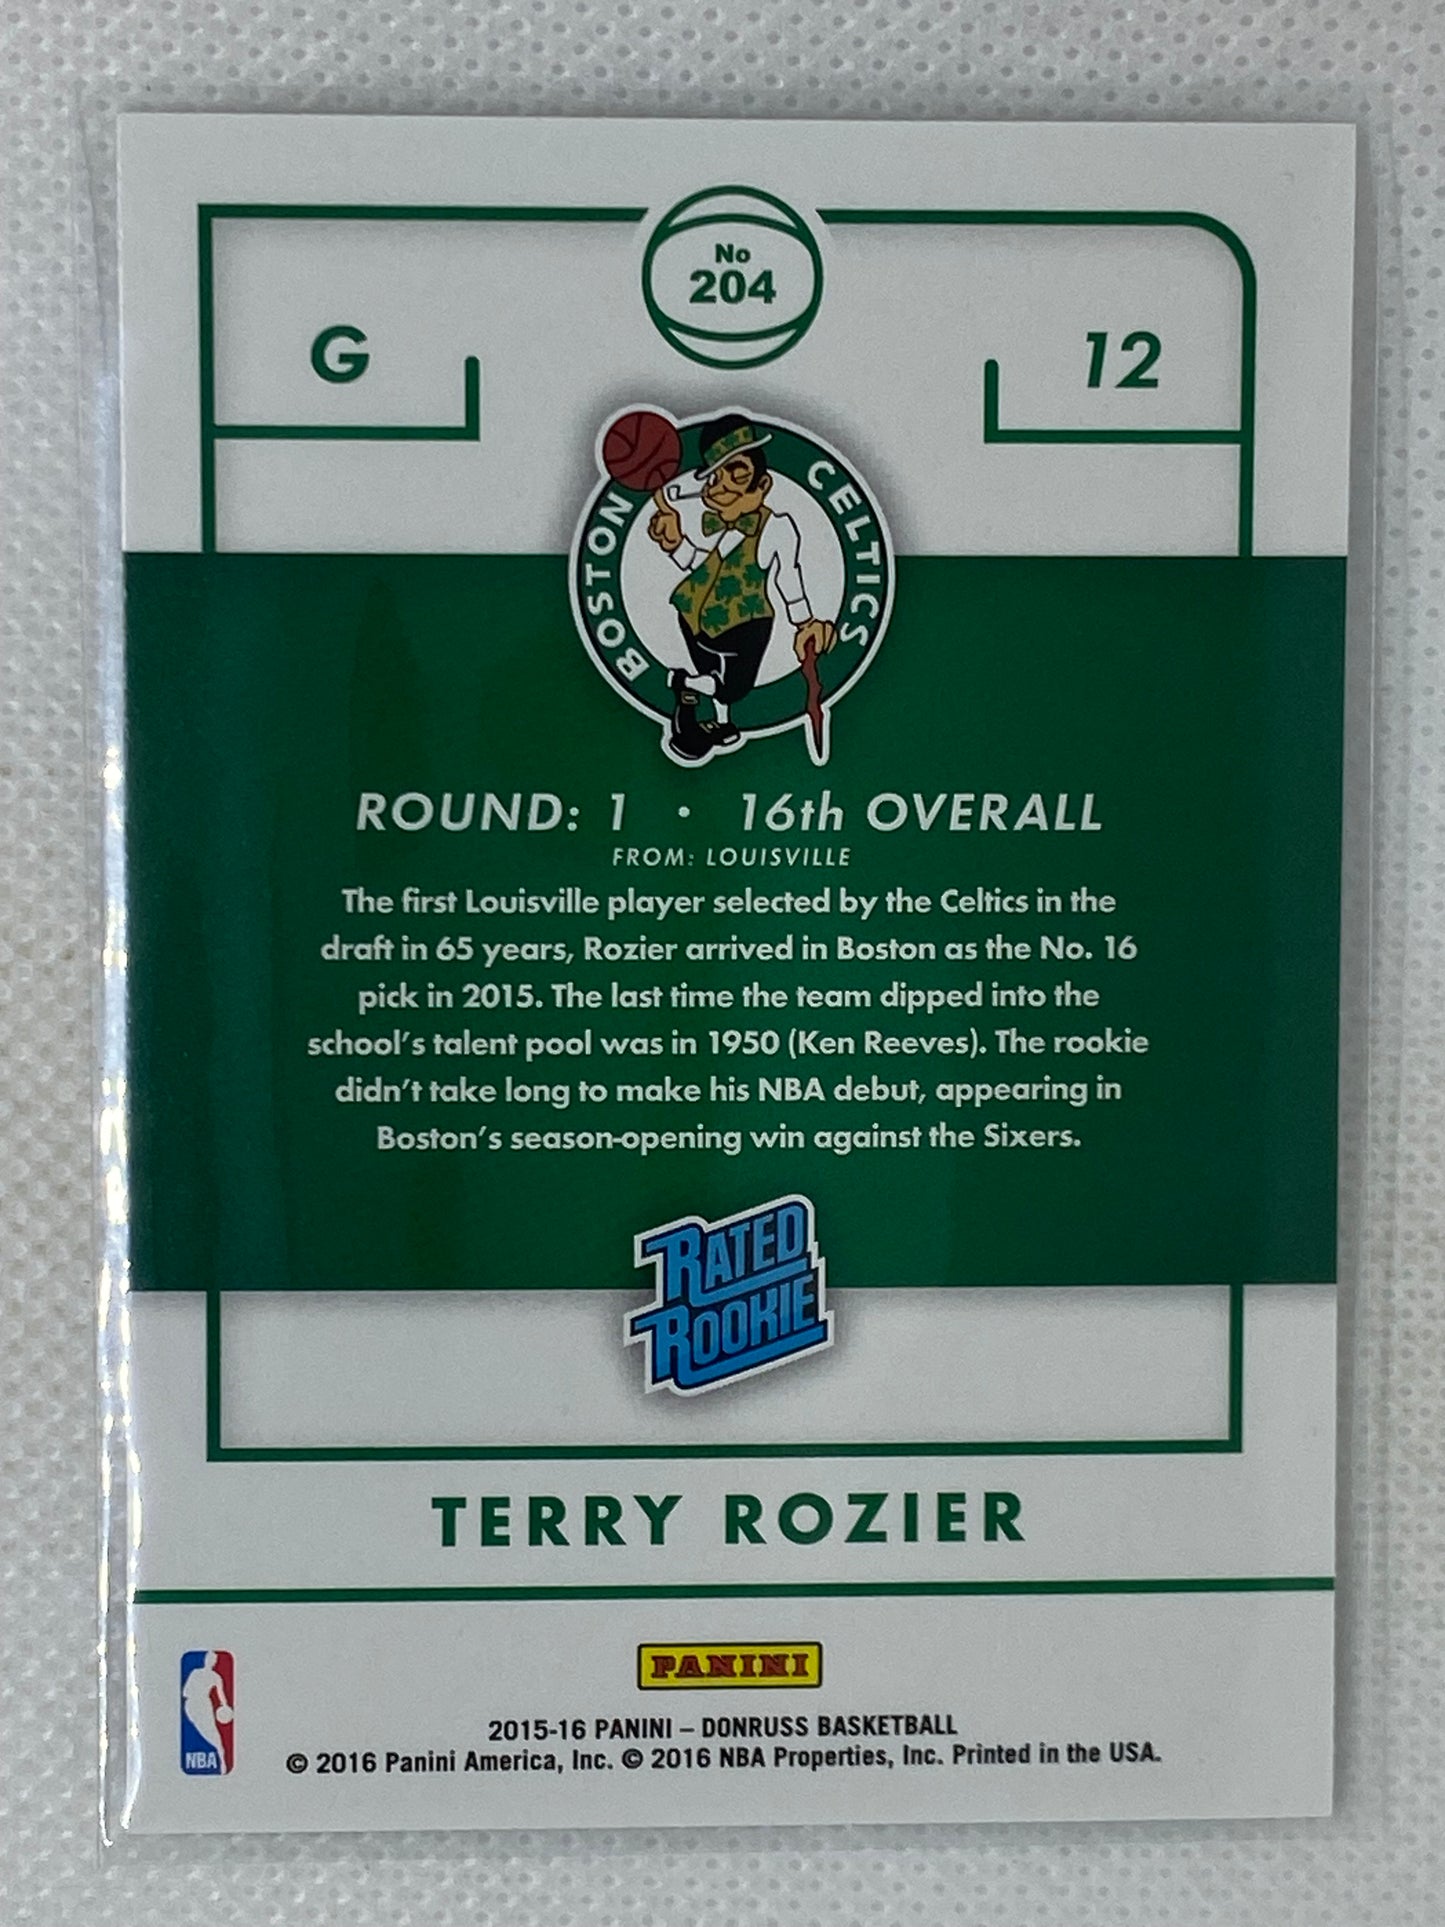 No
204
G
12
BOSTON CELTICS
ROUND: 1 • 16th OVERALL
FROM: LOUISVILLE
The first Louisville player selected by the Celtics in the
draft in 65 years, Rozier arrived in Boston as the No. 16
pick in 2015. The last time the team dipped into the
school's talent pool was in 1950 (Ken Reeves). The rookie
didn't take long to make his NBA debut, appearing in
Boston's season-opening win against the Sixers.
RATED
ROOKIE
TERRY ROZIER
PANINI
NBA
2015-16 PANINI – DONRUSS BASKETBALL
© 2016 Panini America, Inc. © 2016 NBA Properties, Inc. Printed in the USA.